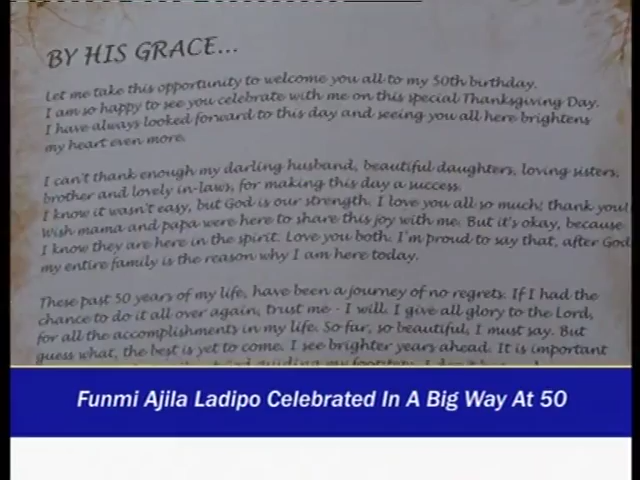 BY HIS GRACE...
Let me take this opportunity to welcome you all to my 50th birthday.
I am so happy to see you celebrate with me on this special Thanksgiving Day.
I have always looked forward to this day and seeing you all here brightens
my heart even more.
I can't thank enough my darling husband, beautiful daughters, loving sisters,
brother and lovely in-laws, for making this day a success.
I know it wasn't easy, but God is our strength. I love you all so much; thank you!
Wish mama and papa were here to share this joy with me. But it's okay, because
I know they are here in the spirit. Love you both. I'm proud to say that, after God
my entire family is the reason why I am here today.
These past 50 years of my life, have been a journey of no regrets. If I had the
chance to do it all over again, trust me - I will. I give all glory to the Lord,
for all the accomplishments in my life. So far, so beautiful, I must say. But
guess what, the best is yet to come. I see brighter years ahead. It is important
Funmi Ajila Ladipo Celebrated In A Big Way At 50